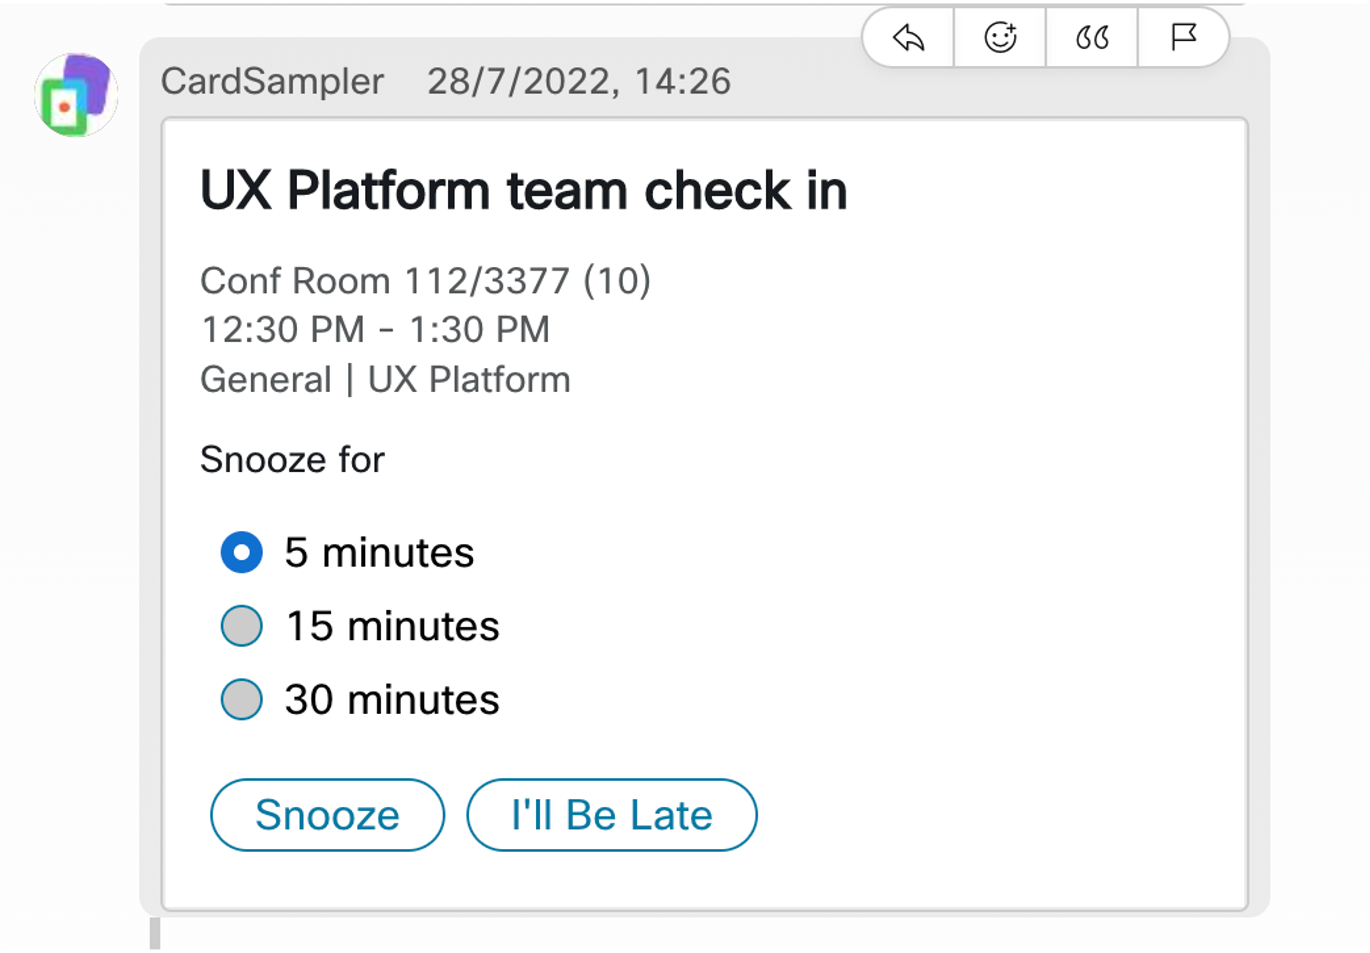 CardSampler 28/7/2022, 14:26
UX Platform team check in
Conf Room 112/3377 (10)
12:30 PM - 1:30 PM
General | UX Platform
Snooze for
5 minutes
15 minutes
30 minutes
Snooze I'll Be Late